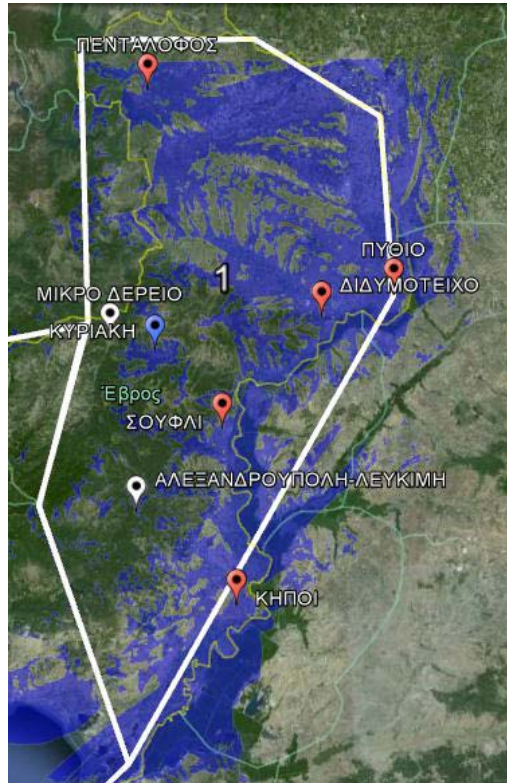 ΠΕΝΤΑΛΟΦΟΣ
ΠΥΘΙΟ
1
ΔΙΔΥΜΟΤΕΙΧΟ
ΜΙΚΡΟ ΔΕΡΕΙΟ
ΚΥΡΙΑΚΗ
Έβρος
ΣΟΥΦΛΙ
ΑΛΕΞΑΝΔΡΟΥΠΟΛΗ-ΛΕΥΚΙΜΗ
ΚΗΠΟΙ